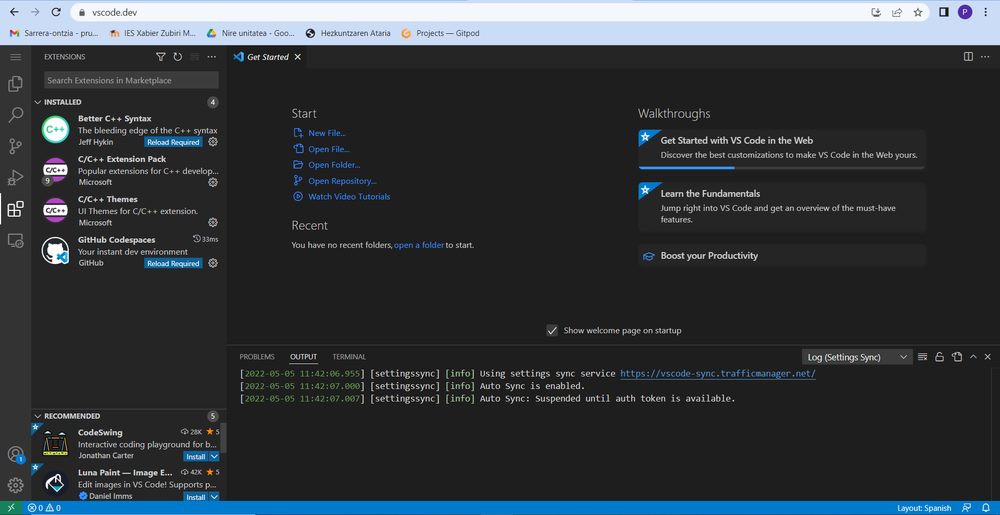 vscode.dev
P
Sarrera-ontzia - pru...
IES Xabier Zubiri M...
Nire unitatea - Goo...
Hezkuntzaren Ataria
Projects — Gitpod
EXTENSIONS
Search Extensions in Marketplace
INSTALLED
4
C++
Better C++ Syntax
The bleeding edge of the C++ syntax
Jeff Hykin
Reload Required
C/C++
9
C/C++ Extension Pack
Popular extensions for C++ develop...
Microsoft
C/C++
C/C++ Themes
UI Themes for C/C++ extension.
Microsoft
GitHub Codespaces
33ms
Your instant dev environment
GitHub
Reload Required
RECOMMENDED
5
CodeSwing
28K
5
Interactive coding playground for b...
Jonathan Carter
Install
Luna Paint — Image E...
42K
5
Edit images in VS Code! Supports p...
Daniel Imms
Install
1
Get Started
Start
New File...
Open File...
Open Folder...
Open Repository...
Watch Video Tutorials
Recent
You have no recent folders, open a folder to start.
Walkthroughs
Get Started with VS Code in the Web
Discover the best customizations to make VS Code in the Web yours.
Learn the Fundamentals
Jump right into VS Code and get an overview of the must-have
features.
Boost your Productivity
Show welcome page on startup
PROBLEMS
OUTPUT
TERMINAL
Log (Settings Sync)
[2022-05-05 11:42:06.955] [settingssync] [info] Using settings sync service https://vscode-sync.trafficmanager.net/
[2022-05-05 11:42:07.000] [settingssync] [info] Auto Sync is enabled.
[2022-05-05 11:42:07.007] [settingssync] [info] Auto Sync: Suspended until auth token is available.
0
0
Layout: Spanish